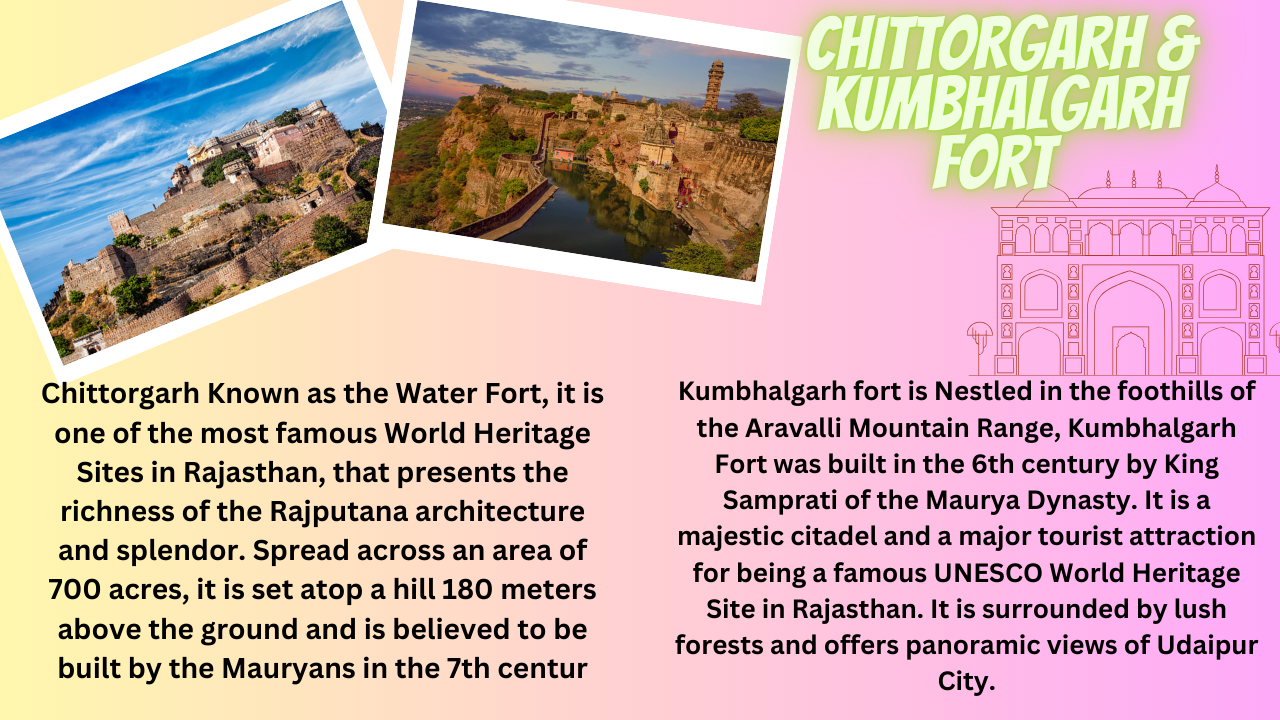 CHITTORGARH &
KUMBHALGARH
FORT
Chittorgarh Known as the Water Fort, it is
one of the most famous World Heritage
Sites in Rajasthan, that presents the
richness of the Rajputana architecture
and splendor. Spread across an area of
700 acres, it is set atop a hill 180 meters
above the ground and is believed to be
built by the Mauryans in the 7th centur
Kumbhalgarh fort is Nestled in the foothills of
the Aravalli Mountain Range, Kumbhalgarh
Fort was built in the 6th century by King
Samprati of the Maurya Dynasty. It is a
majestic citadel and a major tourist attraction
for being a famous UNESCO World Heritage
Site in Rajasthan. It is surrounded by lush
forests and offers panoramic views of Udaipur
City.